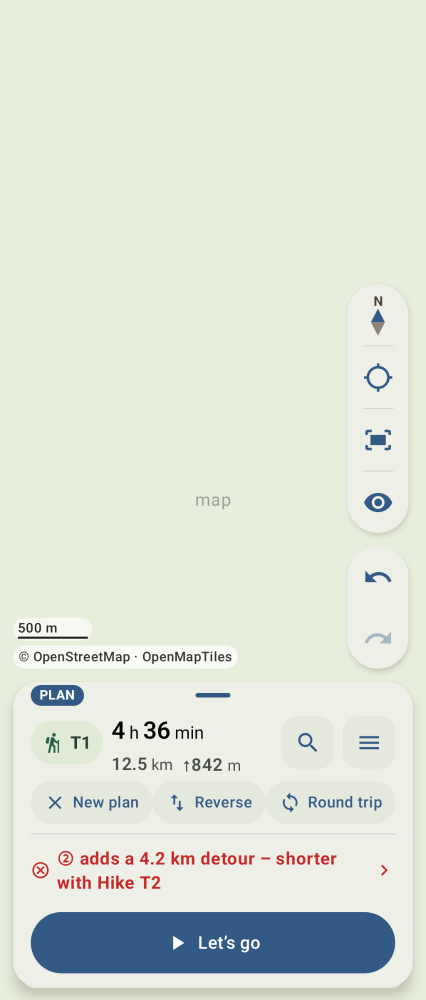 N
map
500 m
© OpenStreetMap · OpenMapTiles
PLAN
T1
4 h 36 min
12.5 km ↑842 m
New plan
Reverse
Round trip
② adds a 4.2 km detour – shorter
with Hike T2
Let’s go